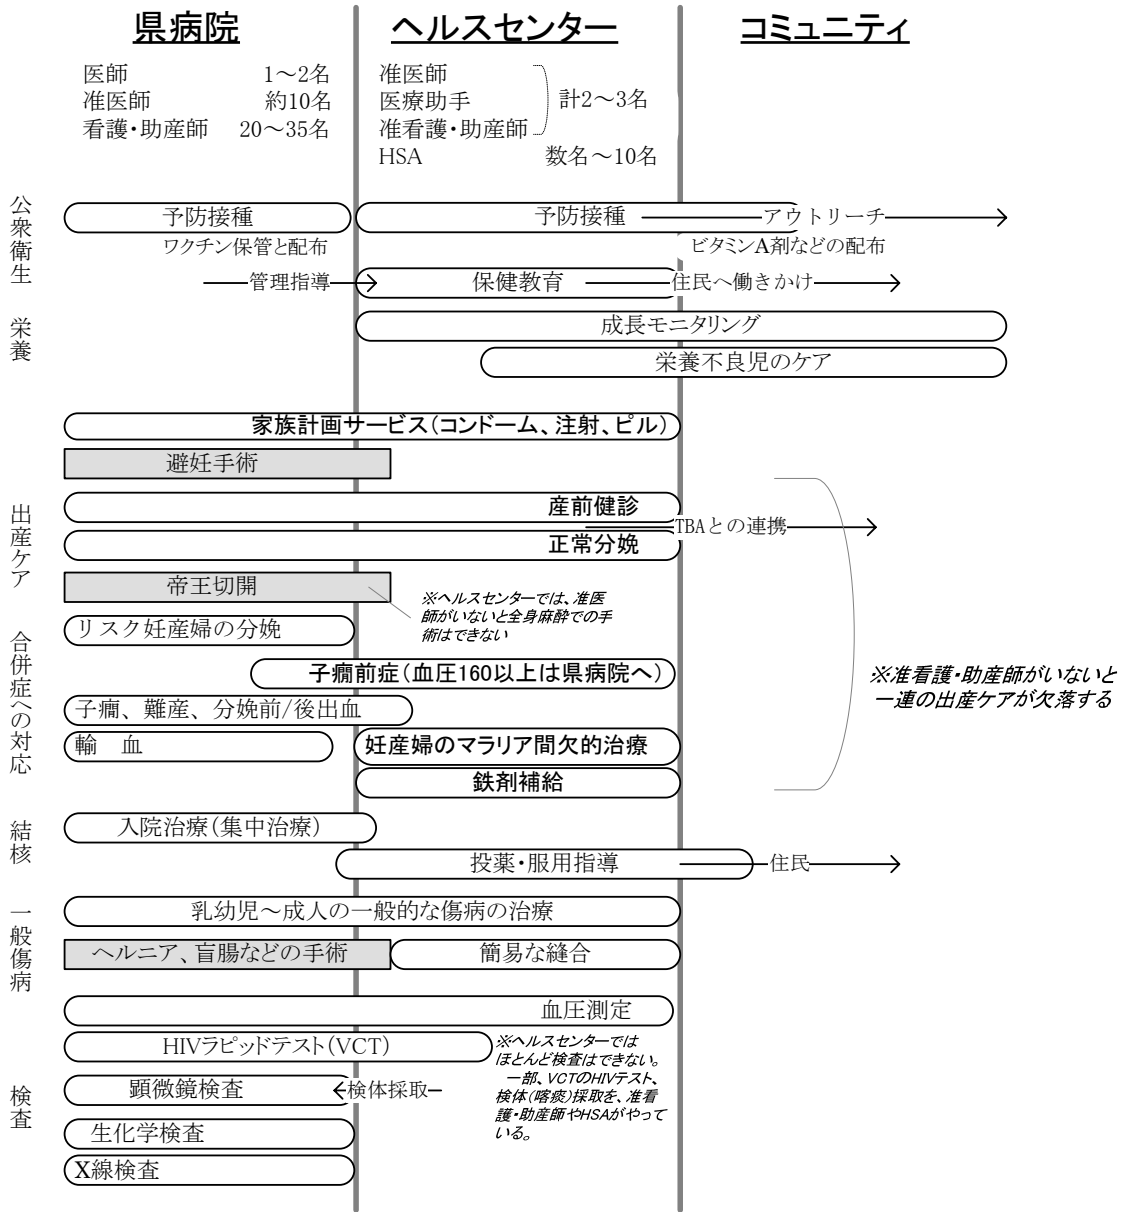 県病院
ヘルスセンター
コミュニティ
医師 1～2名
准医師 約10名
看護・助産師 20～35名
准医師
医療助手
准看護・助産師
計2～3名
HSA 数名～10名
公衆衛生
予防接種
ワクチン保管と配布
予防接種
アウトリーチ
ビタミンA剤などの配布
管理指導
保健教育
住民へ働きかけ
栄養
成長モニタリング
栄養不良児のケア
家族計画サービス(コンドーム、注射、ピル)
避妊手術
出産ケア
産前健診
TBAとの連携
正常分娩
帝王切開
※ヘルスセンターでは、准医
師がいないと全身麻酔での手
術はできない
合併症への対応
リスク妊産婦の分娩
子癇前症(血圧160以上は県病院へ)
子癇、難産、分娩前/後出血
輸 血
妊産婦のマラリア間欠的治療
鉄剤補給
※准看護・助産師がいないと
一連の出産ケアが欠落する
結核
入院治療(集中治療)
投薬・服用指導
住民
一般傷病
乳幼児～成人の一般的な傷病の治療
ヘルニア、盲腸などの手術
簡易な縫合
検査
血圧測定
HIVラピッドテスト(VCT)
※ヘルスセンターでは
ほとんど検査はできない。
一部、VCTのHIVテスト、
検体(喀痰)採取を、准看
護・助産師やHSAがやって
いる。
顕微鏡検査
検体採取
生化学検査
X線検査